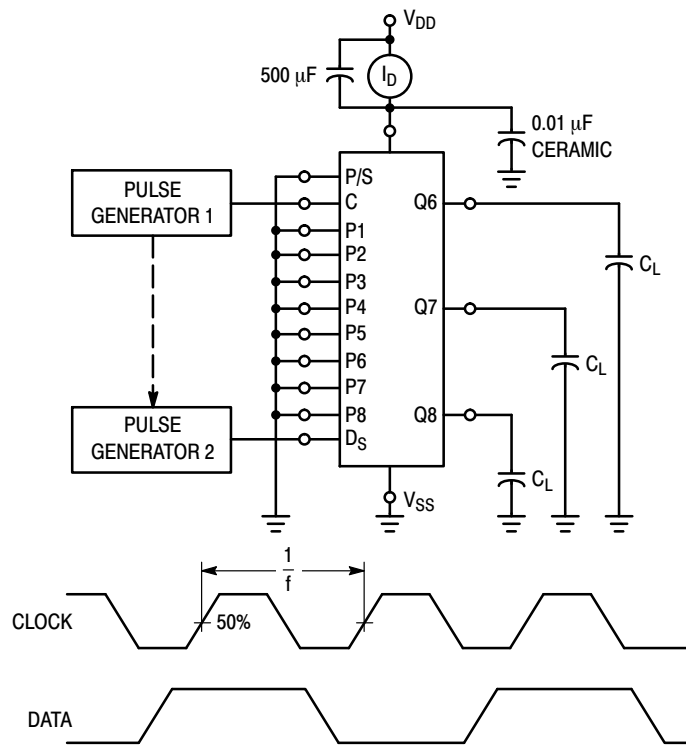 V_DD
500 μF
I_D
0.01 μF
CERAMIC
PULSE
GENERATOR 1
PULSE
GENERATOR 2
P/S
C
P1
P2
P3
P4
P5
P6
P7
P8
D_S
Q6
Q7
Q8
C_L
C_L
C_L
V_SS
1
f
CLOCK
50%
DATA